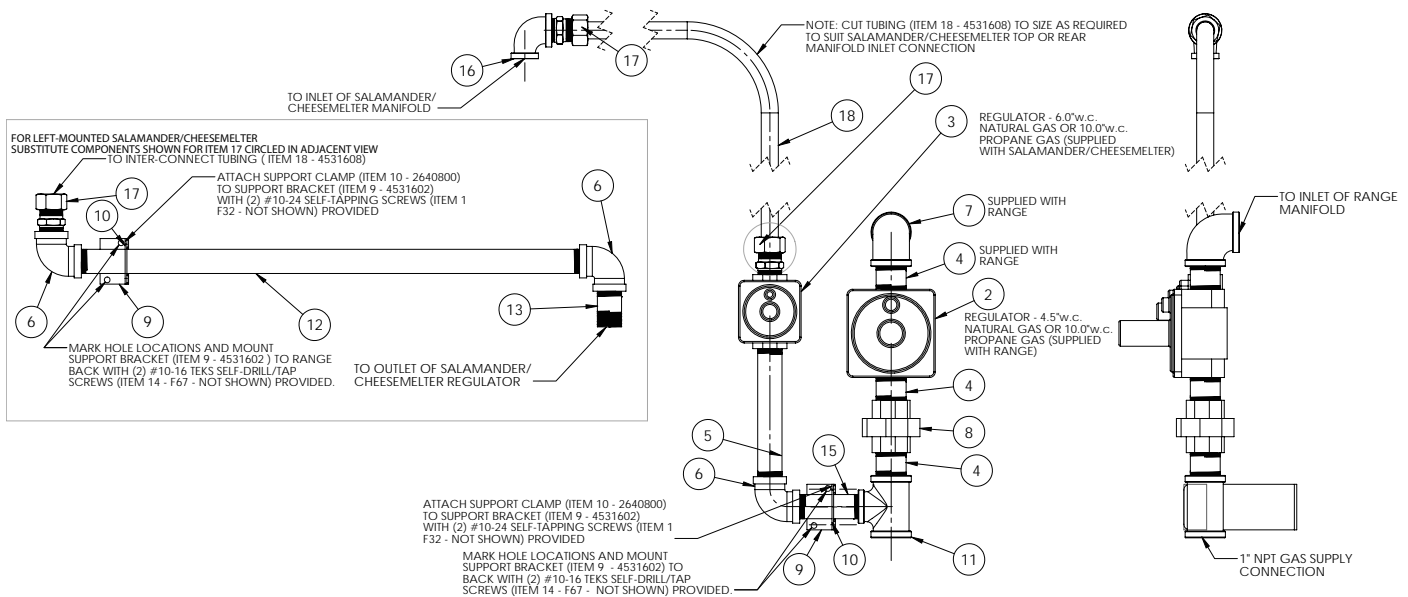 NOTE: CUT TUBING (ITEM 18 - 4531608) TO SIZE AS REQUIRED
TO SUIT SALAMANDER/CHEESEMELTER TOP OR REAR
MANIFOLD INLET CONNECTION
16
17
TO INLET OF SALAMANDER/
CHEESEMELTER MANIFOLD
17
18
3
REGULATOR - 6.0"w.c.
NATURAL GAS OR 10.0"w.c.
PROPANE GAS (SUPPLIED
WITH SALAMANDER/CHEESEMELTER)
FOR LEFT-MOUNTED SALAMANDER/CHEESEMELTER
SUBSTITUTE COMPONENTS SHOWN FOR ITEM 17 CIRCLED IN ADJACENT VIEW
TO INTER-CONNECT TUBING ( ITEM 18 - 4531608)
ATTACH SUPPORT CLAMP (ITEM 10 - 2640800)
TO SUPPORT BRACKET (ITEM 9 - 4531602)
WITH (2) #10-24 SELF-TAPPING SCREWS (ITEM 1
F32 - NOT SHOWN) PROVIDED
17
10
6
6
9
12
13
MARK HOLE LOCATIONS AND MOUNT
SUPPORT BRACKET (ITEM 9 - 4531602 ) TO RANGE
BACK WITH (2) #10-16 TEKS SELF-DRILL/TAP
SCREWS (ITEM 14 - F67 - NOT SHOWN) PROVIDED.
TO OUTLET OF SALAMANDER/
CHEESEMELTER REGULATOR
7
SUPPLIED WITH
RANGE
4
SUPPLIED WITH
RANGE
2
REGULATOR - 4.5"w.c.
NATURAL GAS OR 10.0"w.c.
PROPANE GAS (SUPPLIED
WITH RANGE)
TO INLET OF RANGE
MANIFOLD
4
8
5
15
4
6
ATTACH SUPPORT CLAMP (ITEM 10 - 2640800)
TO SUPPORT BRACKET (ITEM 9 - 4531602)
WITH (2) #10-24 SELF-TAPPING SCREWS (ITEM 1
F32 - NOT SHOWN) PROVIDED
MARK HOLE LOCATIONS AND MOUNT
SUPPORT BRACKET (ITEM 9 - 4531602) TO
BACK WITH (2) #10-16 TEKS SELF-DRILL/TAP
SCREWS (ITEM 14 - F67 - NOT SHOWN) PROVIDED.
9
10
11
1" NPT GAS SUPPLY
CONNECTION